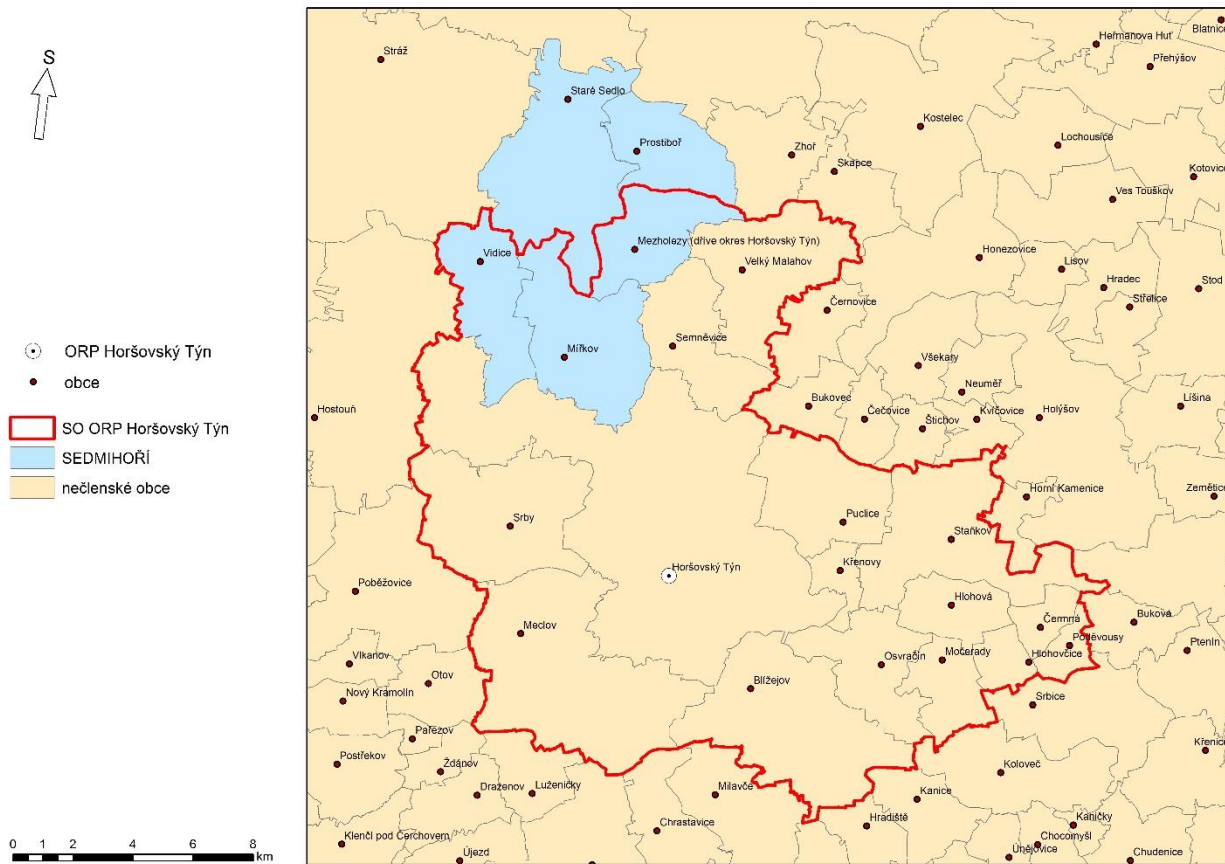 S
ORP Horšovský Týn
obce
SO ORP Horšovský Týn
SEDMIHOŘÍ
nečlenské obce
0 1 2 4 6 8
km
Stráž
Heřmanova Huť
Blatnice
Přehýšov
Staré Sedlo
Kostelec
Prostiboř
Zhoř
Lochousice
Skapce
Kotovice
Ves Touškov
Mezholezy (dříve okres Horšovský Týn)
Vidice
Velký Malahov
Honezovice
Lisov
Hradec
Stod
Střelice
Černovice
Semněvice
Mířkov
Všekary
Neuměř
Hostouň
Bukovec
Čečovice
Štichov
Kvíčovice
Holýšov
Líšina
Horní Kamenice
Zemětice
Srby
Puclice
Staňkov
Horšovský Týn
Křenovy
Poběžovice
Hlohová
Meclov
Čermná
Buková
Poděvousy
Ptenín
Vlkanov
Osvračín
Močerady
Hlohovčice
Otov
Blížejov
Nový Kramolín
Srbice
Pařezov
Křenice
Postřekov
Ždánov
Koloveč
Draženov
Luženičky
Milavče
Kanice
Chrastavice
Hradiště
Kaničky
Klenčí pod Čerchovem
Chocomyšl
Újezd
Únějovice
Chudenice